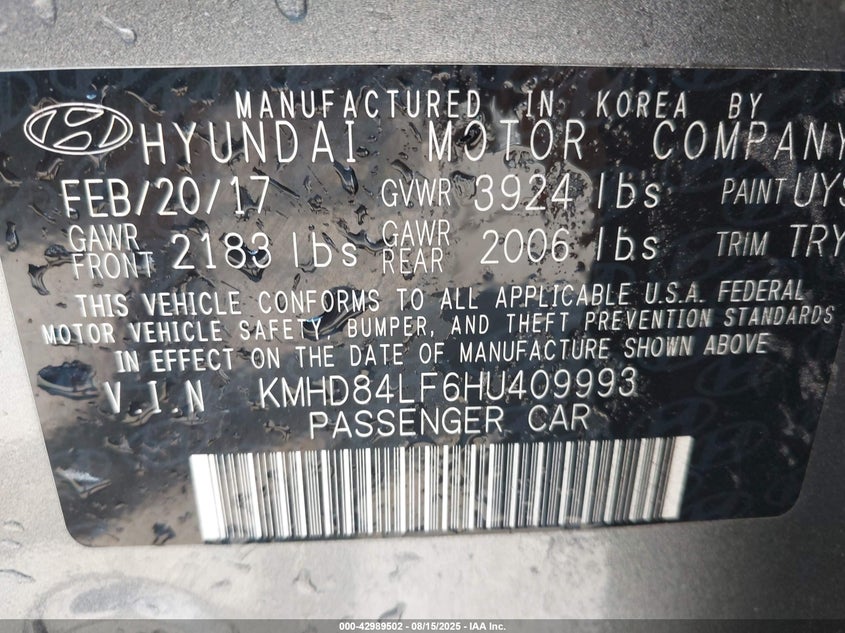 MANUFACTURED IN KOREA BY
HYUNDAI MOTOR COMPANY
FEB/20/17 GVWR 3924 lbs PAINT UYS
GAWR FRONT 2183 lbs GAWR REAR 2006 lbs TRIM TRY
THIS VEHICLE CONFORMS TO ALL APPLICABLE U.S.A. FEDERAL
MOTOR VEHICLE SAFETY, BUMPER, AND THEFT PREVENTION STANDARDS
IN EFFECT ON THE DATE OF MANUFACTURE SHOWN ABOVE
V.I.N KMHD84LF6HU409993
PASSENGER CAR
000-42989502 - 08/15/2025 - IAA Inc.